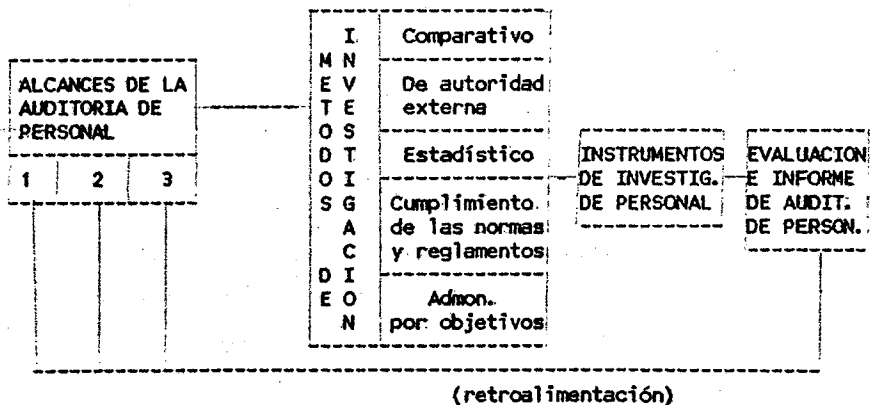 ALCANCES DE LA
AUDITORIA DE
PERSONAL
1 2 3
METODOS DE
INVESTIGACION
Comparativo
De autoridad
externa
Estadístico
Cumplimiento
de las normas
y reglamentos
Admon.
por objetivos
INSTRUMENTOS
DE INVESTIG.
DE PERSONAL
EVALUACION
E INFORME
DE AUDIT.
DE PERSON.
(retroalimentación)